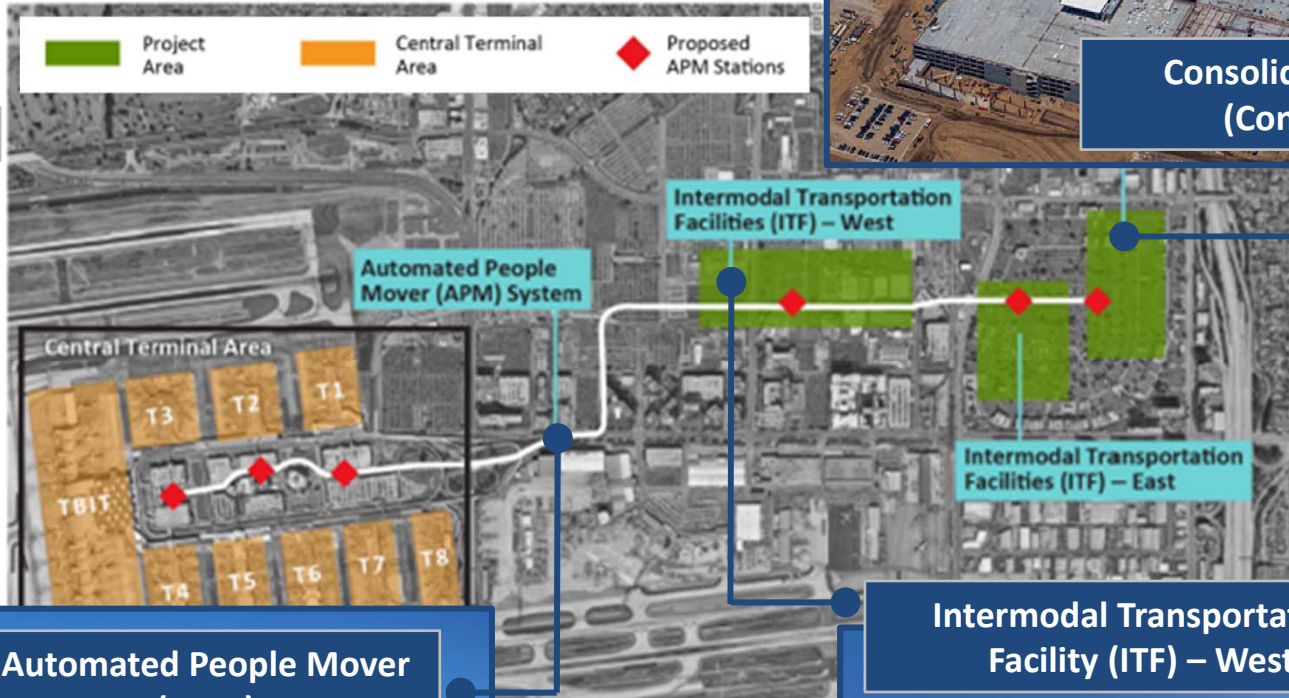 Project
Area
Central Terminal
Area
Proposed
APM Stations
Consolid
(Con
Intermodal Transportation
Facilities (ITF) – West
Automated People
Mover (APM) System
Central Terminal Area
T3
T2
T1
TBIT
T4
T5
T6
T7
T8
Intermodal Transportation
Facilities (ITF) – East
Automated People Mover
Intermodal Transportat
Facility (ITF) – West